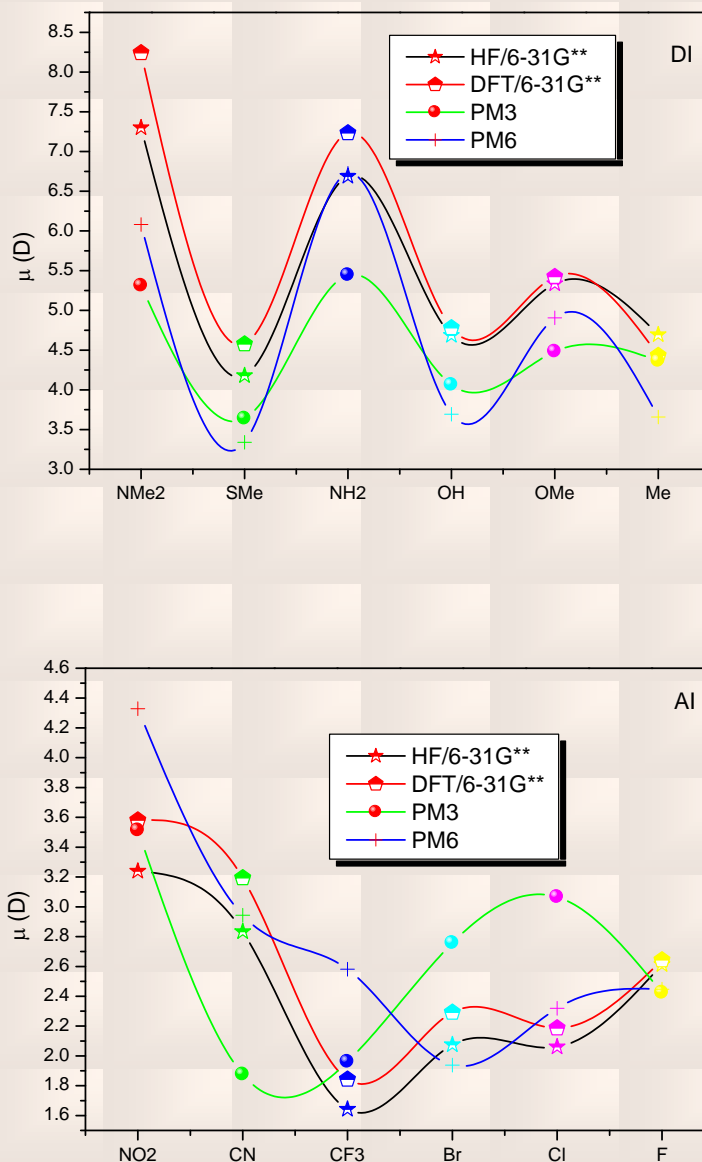 8.5
8.0
7.5
7.0
6.5
6.0
5.5
5.0
4.5
4.0
3.5
3.0
μ (D)
HF/6-31G**
DFT/6-31G**
PM3
PM6
DI
NMe2 SMe NH2 OH OMe Me
4.6
4.4
4.2
4.0
3.8
3.6
3.4
3.2
3.0
2.8
2.6
2.4
2.2
2.0
1.8
1.6
μ (D)
HF/6-31G**
DFT/6-31G**
PM3
PM6
AI
NO2 CN CF3 Br Cl F